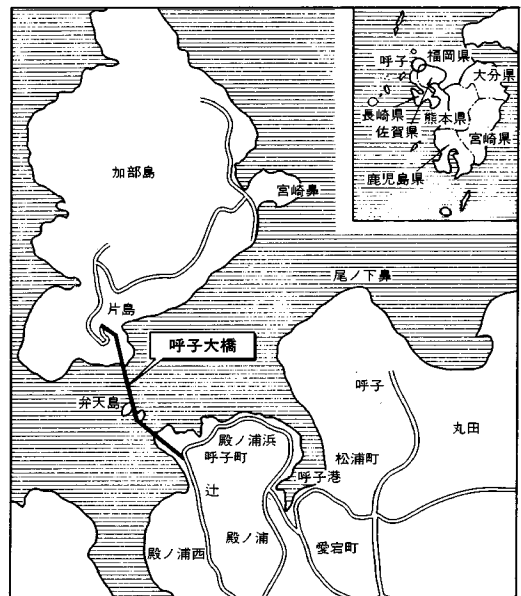 呼子
福岡県
大分県
長崎県
熊本県
佐賀県
宮崎県
鹿児島県
加部島
宮崎鼻
尾ノ下鼻
片島
呼子大橋
弁天島
呼子
丸田
殿ノ浦浜
呼子町
松浦町
呼子港
辻
殿ノ浦
愛宕町
殿ノ浦西